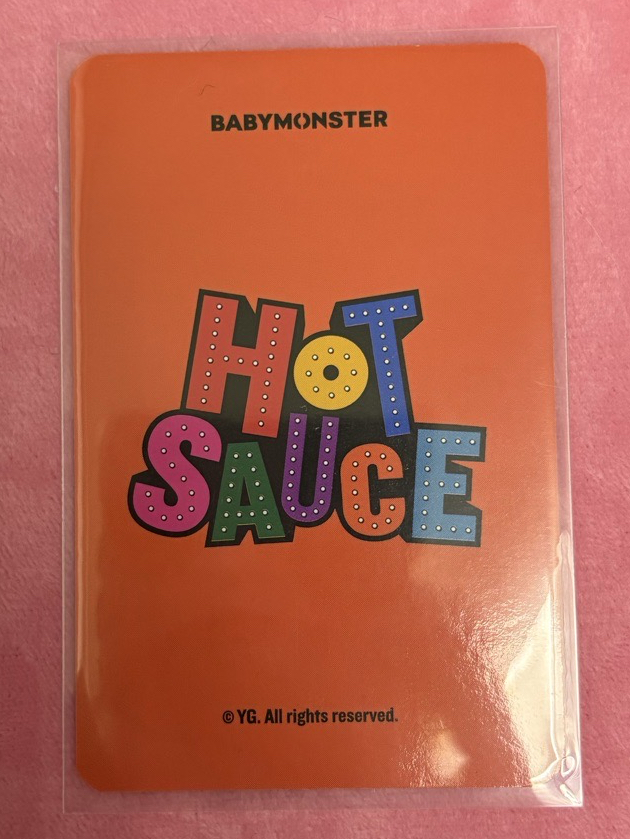 BABYMONSTER
HOT
SAUCE
© YG. All rights reserved.